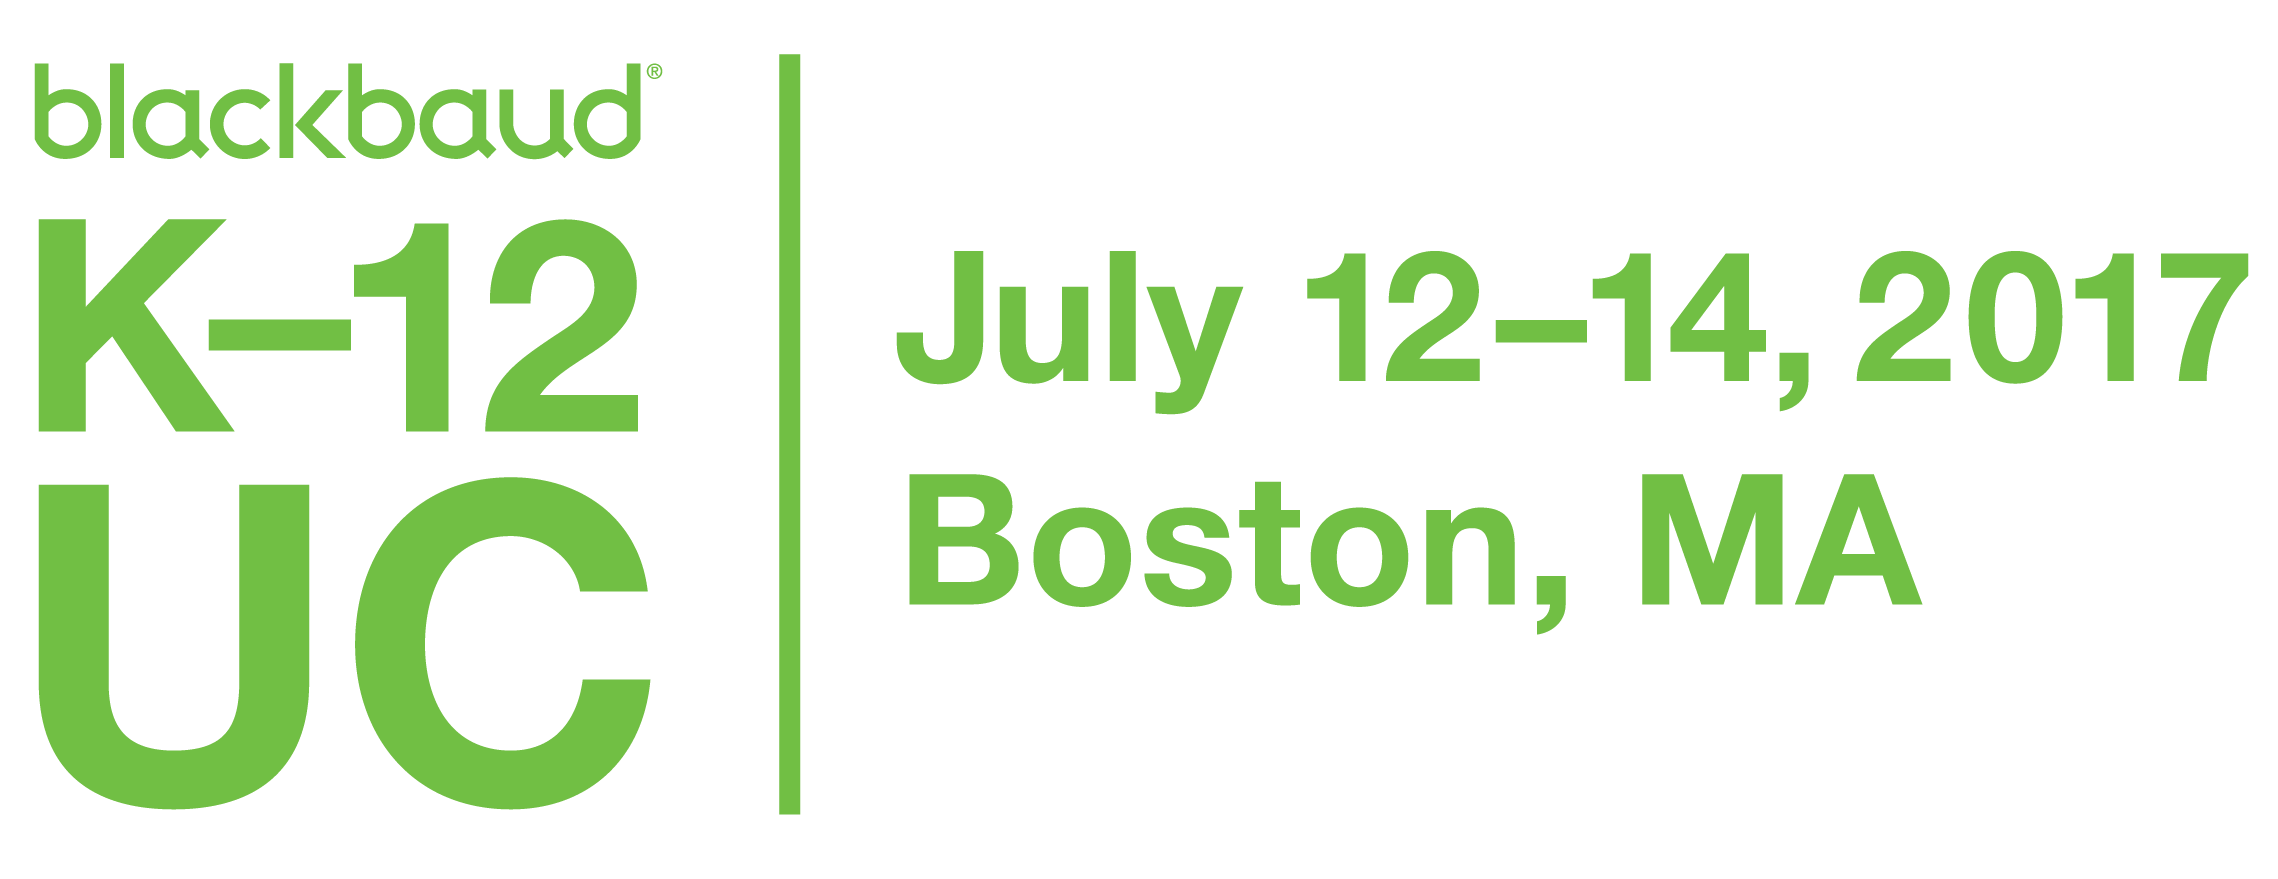 blackbaud®
K–12
UC
July 12–14, 2017
Boston, MA